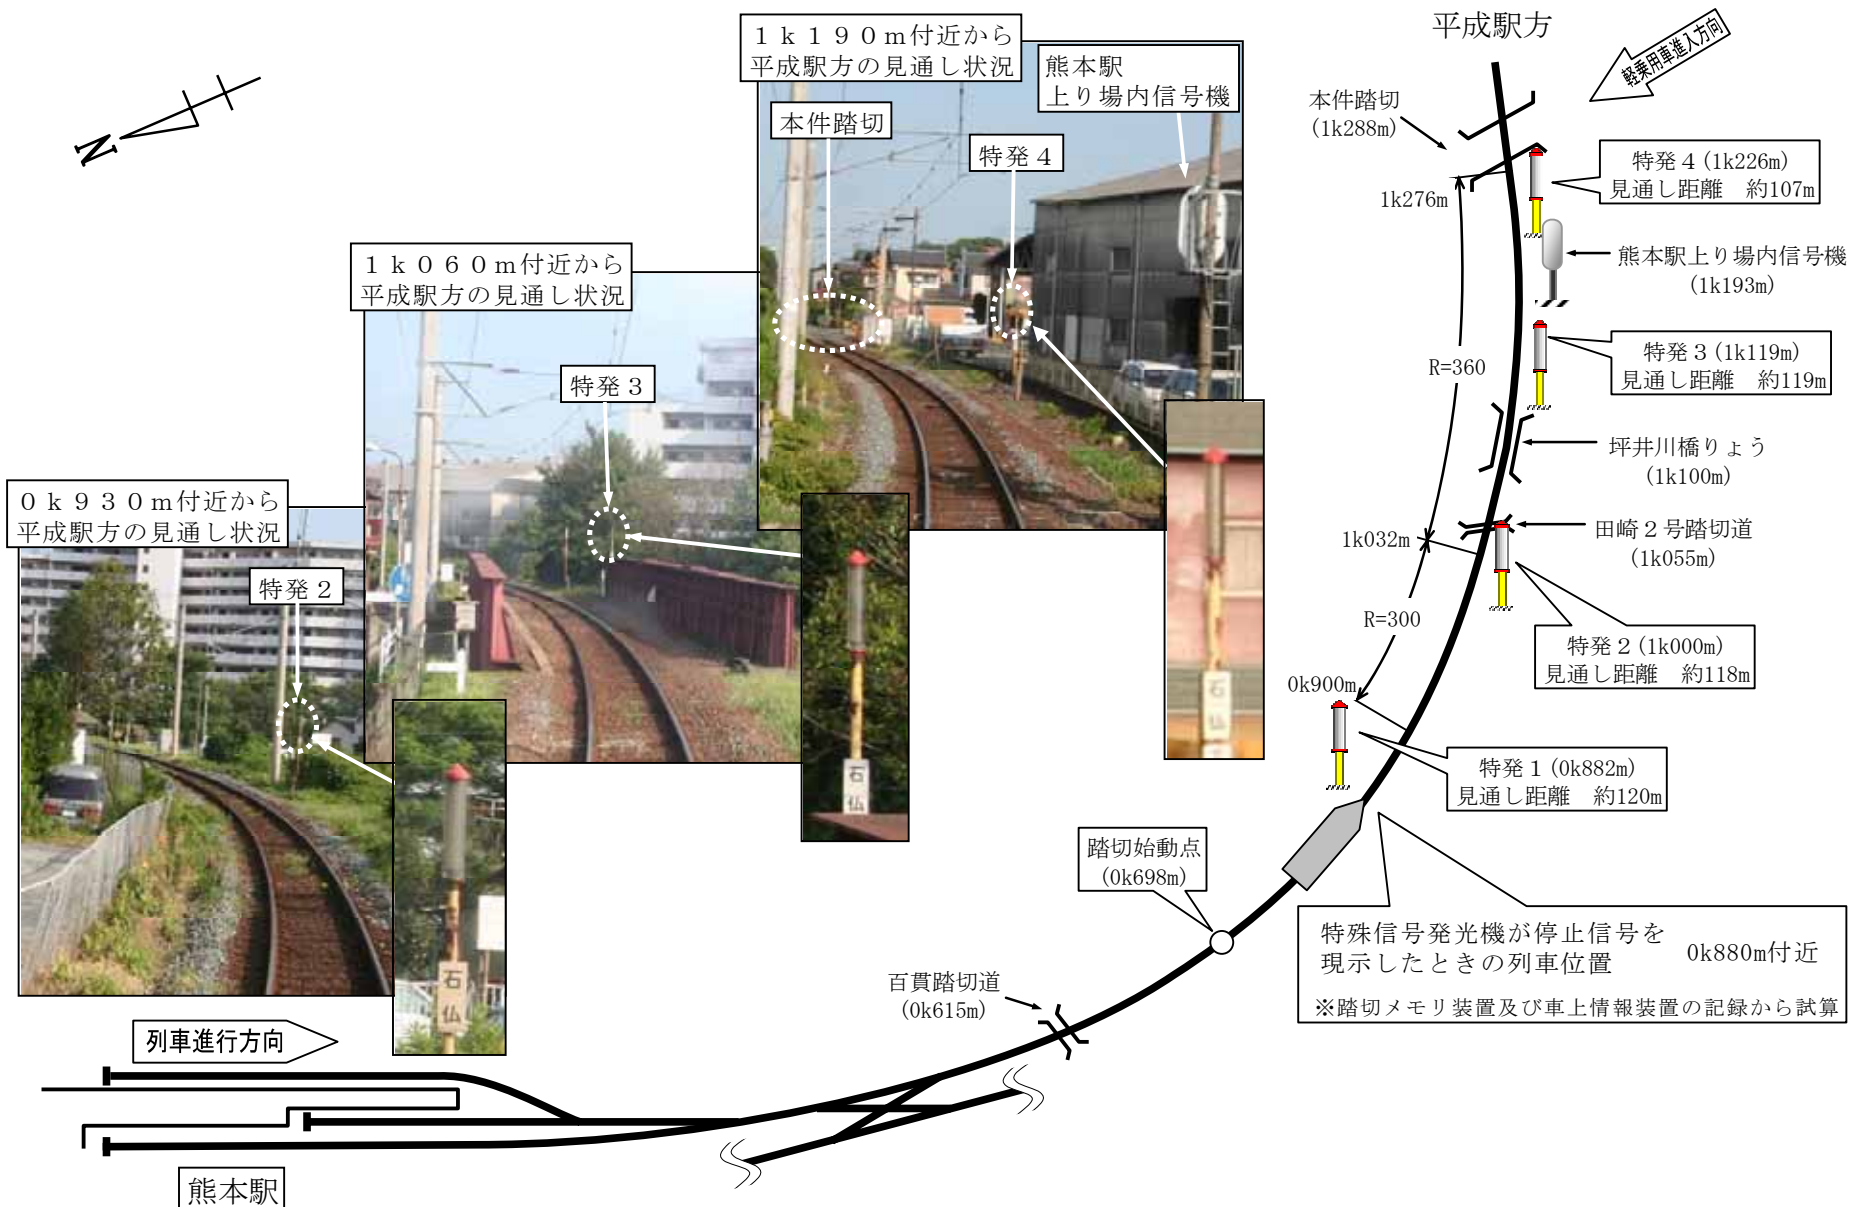 １ｋ１９０ｍ付近から
平成駅方の見通し状況
熊本駅
上り場内信号機
本件踏切
特発４
１ｋ０６０ｍ付近から
平成駅方の見通し状況
特発３
０ｋ９３０ｍ付近から
平成駅方の見通し状況
特発２
石
仏
石
仏
石
仏
N
平成駅方
軽乗用車進入方向
本件踏切
(1k288m)
特発４(1k226m)
見通し距離　約107m
1k276m
熊本駅上り場内信号機
(1k193m)
特発３(1k119m)
見通し距離　約119m
R=360
坪井川橋りょう
(1k100m)
1k032m
田崎２号踏切道
(1k055m)
R=300
特発２(1k000m)
見通し距離　約118m
0k900m
特発１(0k882m)
見通し距離　約120m
踏切始動点
(0k698m)
特殊信号発光機が停止信号を
現示したときの列車位置
0k880m付近
※踏切メモリ装置及び車上情報装置の記録から試算
百貫踏切道
(0k615m)
列車進行方向
熊本駅